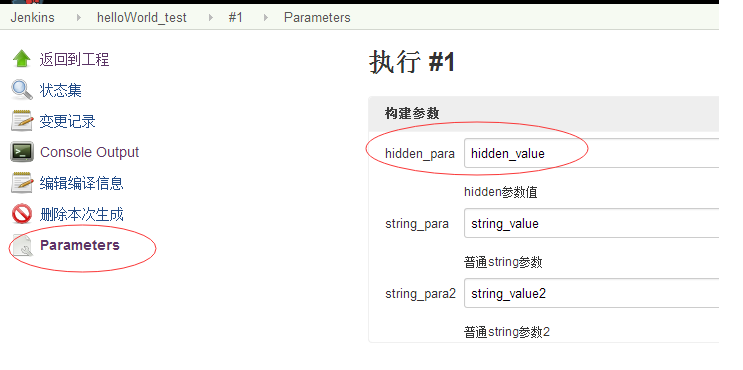 Jenkins helloWorld_test #1 Parameters
返回到工程
状态集
变更记录
Console Output
编辑编译信息
删除本次生成
Parameters
执行 #1
构建参数
hidden_para hidden_value
hidden参数值
string_para string_value
普通string参数
string_para2 string_value2
普通string参数2